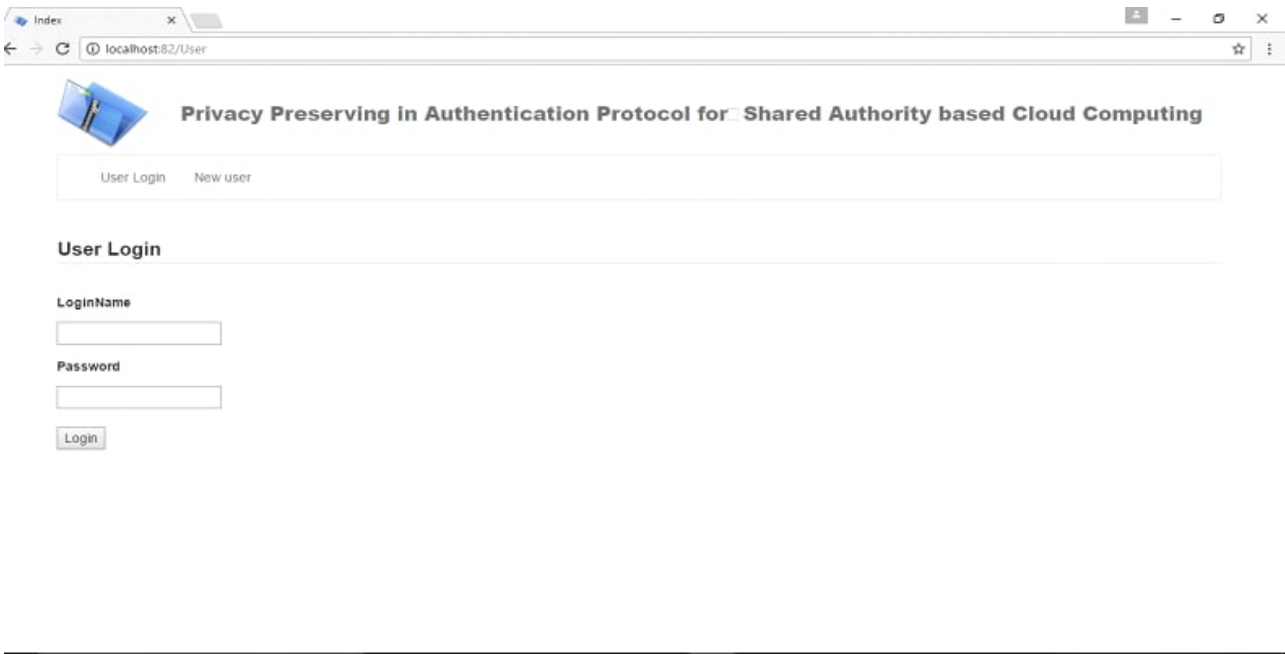 Index
localhost:82/User
Privacy Preserving in Authentication Protocol for Shared Authority based Cloud Computing
User Login New user
User Login
LoginName
Password
Login